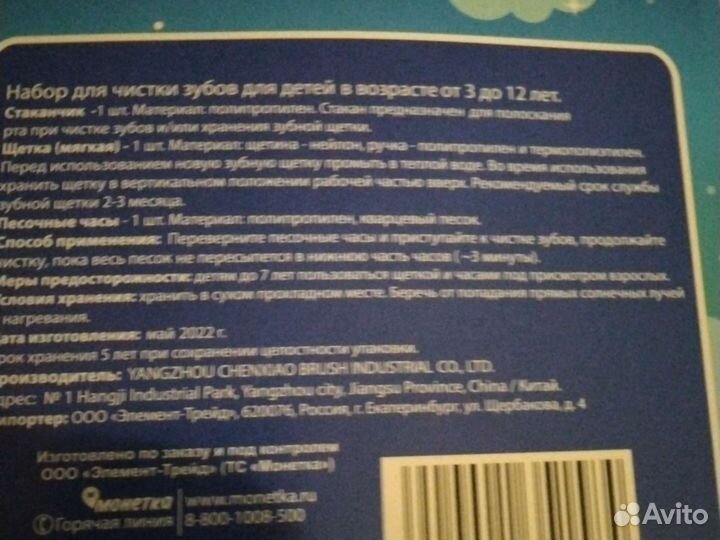 Набор для чистки зубов для детей в возрасте от 3 до 12 лет.
Стаканчик -1 шт. Материал: полипропилен. Стакан предназначен для полоскания
рта при чистке зубов и/или хранения зубной щетки.
Щетка (мягкая) - 1 шт. Материал: щетина - нейлон, ручка - полипропилен и термополиэтилен.
Перед использованием новую зубную щетку промыть в теплой воде. Во время использования
хранить щетку в вертикальном положении рабочей частью вверх. Рекомендуемый срок службы
зубной щетки 2-3 месяца.
Песочные часы - 1 шт. Материал: полипропилен, кварцевый песок.
Способ применения: Переверните песочные часы и приступайте к чистке зубов, продолжайте
чистку, пока весь песок не пересыпется в нижнюю часть часов ( ~3 минуты).
Меры предосторожности: детям до 7 лет пользоваться щеткой и часами под присмотром взрослых.
Условия хранения: хранить в сухом прохладном месте. Беречь от попадания прямых солнечных лучей
и нагревания.
Дата изготовления: май 2022 г.
Срок хранения 5 лет при сохранении целостности упаковки.
Производитель: YANGZHOU CHENXIAO BRUSH INDUSTRIAL CO., LTD.
Адрес: № 1 Hangji Industrial Park, Yangzhou city, Jiangsu Province, China / Китай.
Импортер: ООО «Элемент-Трейд», 620076, Россия, г. Екатеринбург, ул. Щербакова, д. 4
Изготовлено по заказу и под контролем
ООО «Элемент-Трейд» (ТС «Монетка»)
монетка www.monetka.ru
Горячая линия 8-800-1008-500
Avito